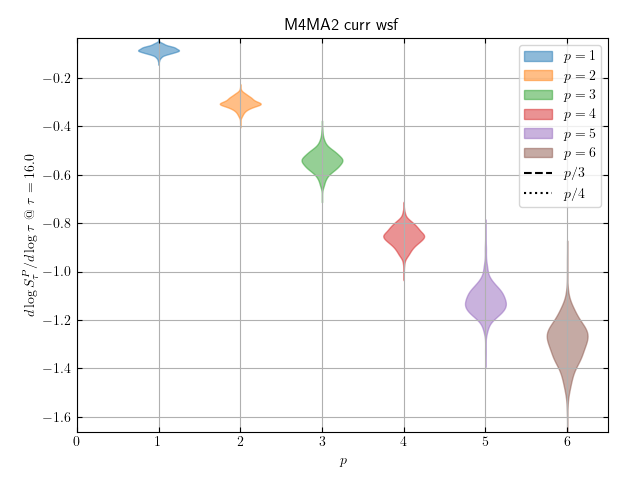 M4MA2 curr wsf
d log S_τ^P / d log τ @ τ = 16.0
−0.2
−0.4
−0.6
−0.8
−1.0
−1.2
−1.4
−1.6
0 1 2 3 4 5 6
p
p = 1
p = 2
p = 3
p = 4
p = 5
p = 6
p/3
p/4